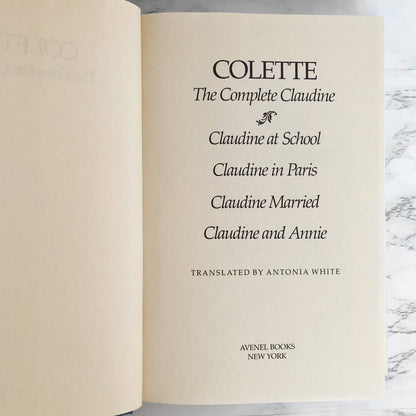 COLETTE
The Complete Claudine
Claudine at School
Claudine in Paris
Claudine Married
Claudine and Annie
TRANSLATED BY ANTONIA WHITE
AVENEL BOOKS
NEW YORK